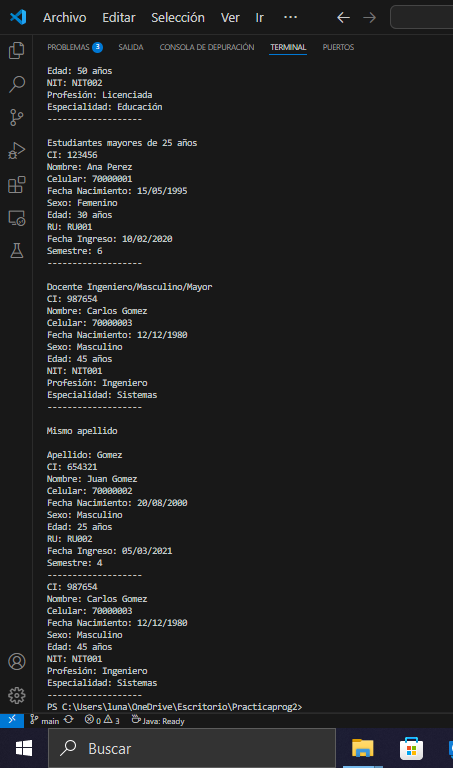 Archivo Editar Selección Ver Ir ...
PROBLEMAS 3 SALIDA CONSOLA DE DEPURACIÓN TERMINAL PUERTOS
Edad: 50 años
NIT: NIT002
Profesión: Licenciada
Especialidad: Educación
-------------------
Estudiantes mayores de 25 años
CI: 123456
Nombre: Ana Perez
Celular: 70000001
Fecha Nacimiento: 15/05/1995
Sexo: Femenino
Edad: 30 años
RU: RU001
Fecha Ingreso: 10/02/2020
Semestre: 6
-------------------
Docente Ingeniero/Masculino/Mayor
CI: 987654
Nombre: Carlos Gomez
Celular: 70000003
Fecha Nacimiento: 12/12/1980
Sexo: Masculino
Edad: 45 años
NIT: NIT001
Profesión: Ingeniero
Especialidad: Sistemas
-------------------
Mismo apellido
Apellido: Gomez
CI: 654321
Nombre: Juan Gomez
Celular: 70000002
Fecha Nacimiento: 20/08/2000
Sexo: Masculino
Edad: 25 años
RU: RU002
Fecha Ingreso: 05/03/2021
Semestre: 4
-------------------
CI: 987654
Nombre: Carlos Gomez
Celular: 70000003
Fecha Nacimiento: 12/12/1980
Sexo: Masculino
Edad: 45 años
NIT: NIT001
Profesión: Ingeniero
Especialidad: Sistemas
-------------------
PS C:\Users\luna\OneDrive\Escritorio\Practicaprog2>
main 0 3 Java: Ready
Buscar